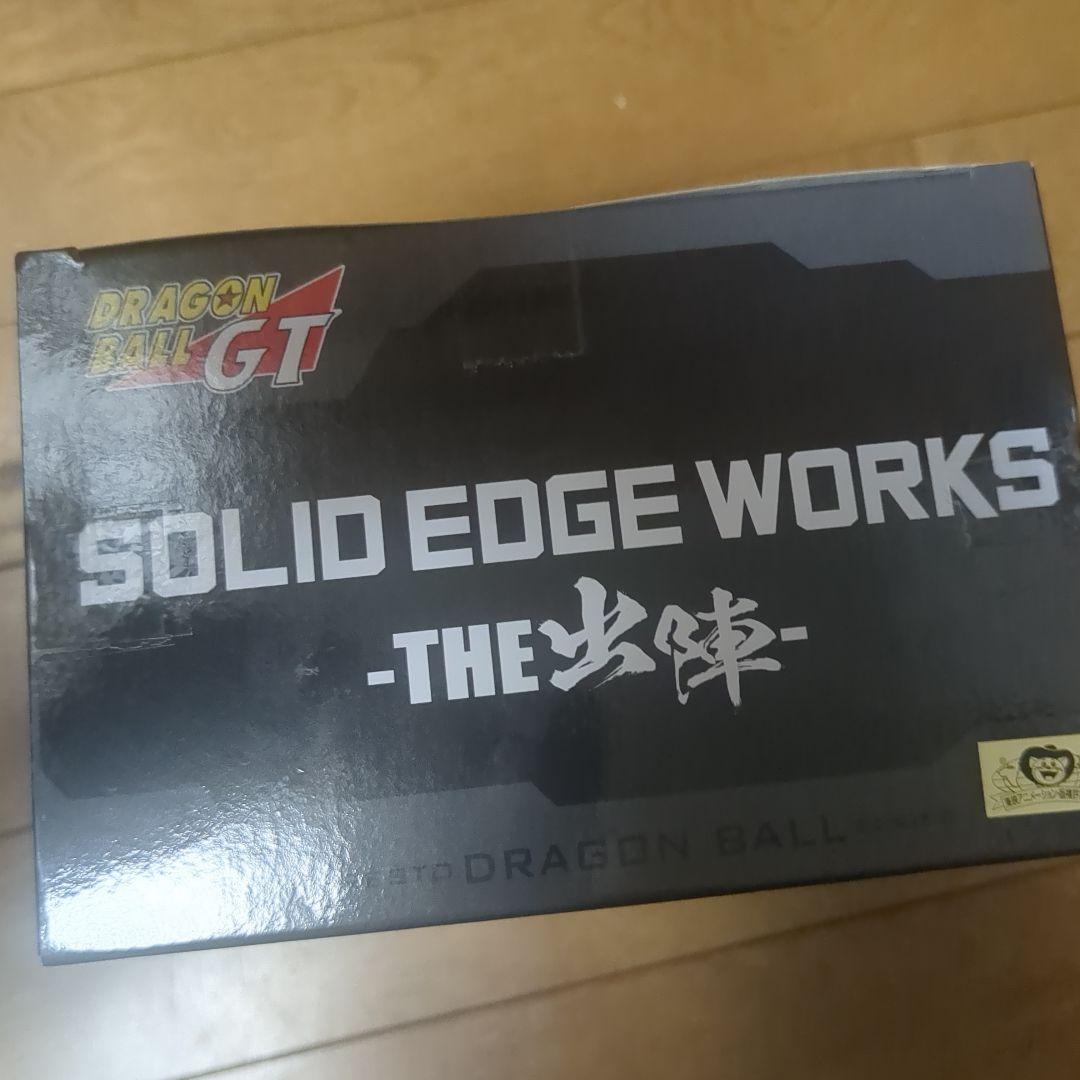 DRAGON
BALL GT
SOLID EDGE WORKS
-THE出陣-
DRAGON BALL